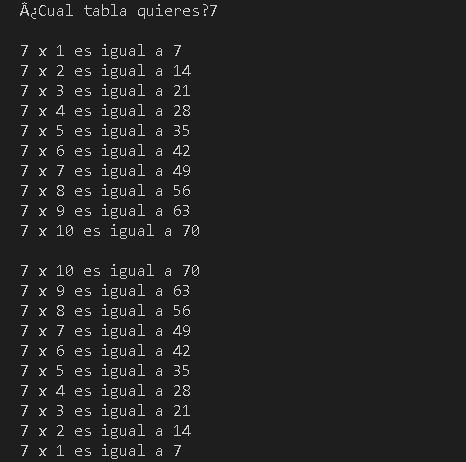 Â¿Cual tabla quieres?7
7 x 1 es igual a 7
7 x 2 es igual a 14
7 x 3 es igual a 21
7 x 4 es igual a 28
7 x 5 es igual a 35
7 x 6 es igual a 42
7 x 7 es igual a 49
7 x 8 es igual a 56
7 x 9 es igual a 63
7 x 10 es igual a 70
7 x 10 es igual a 70
7 x 9 es igual a 63
7 x 8 es igual a 56
7 x 7 es igual a 49
7 x 6 es igual a 42
7 x 5 es igual a 35
7 x 4 es igual a 28
7 x 3 es igual a 21
7 x 2 es igual a 14
7 x 1 es igual a 7